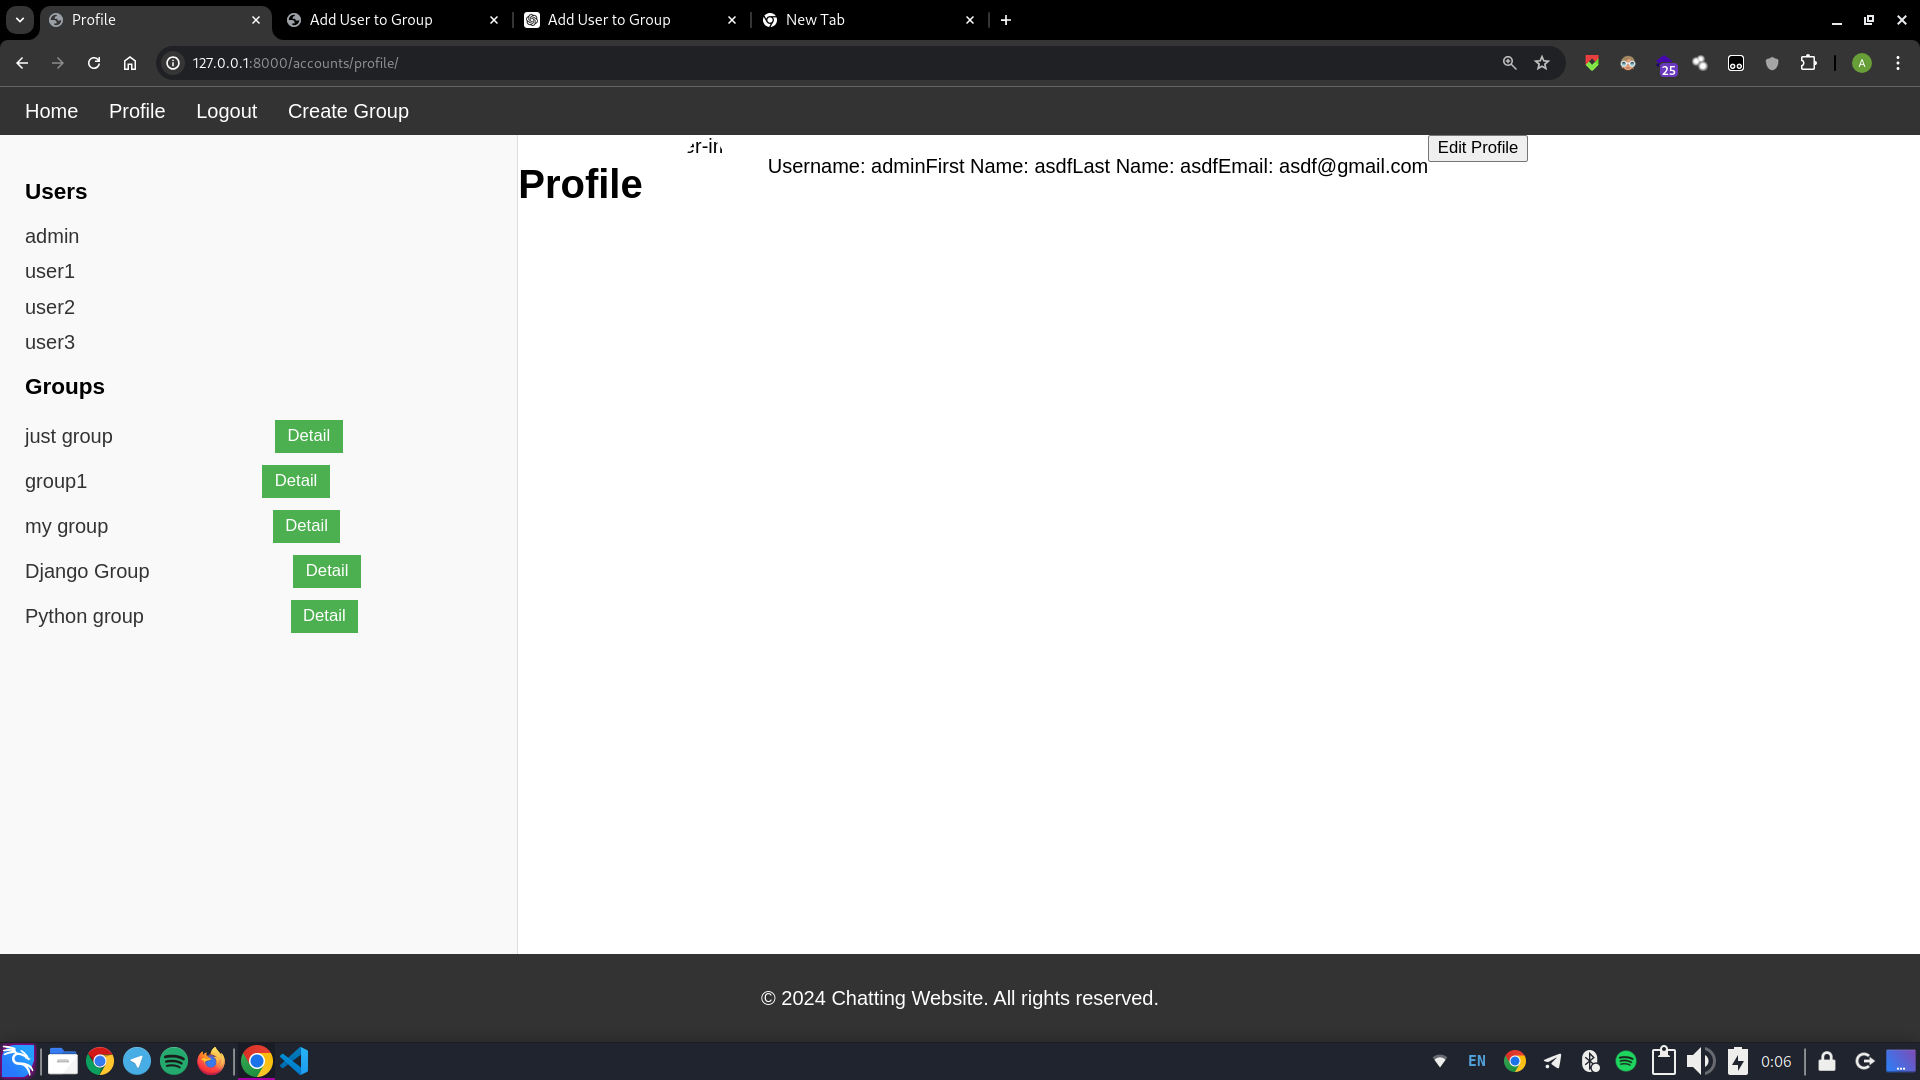 Profile
Add User to Group
Add User to Group
New Tab
127.0.0.1:8000/accounts/profile/
25
A
Home Profile Logout Create Group
Users
admin
user1
user2
user3
Groups
just group Detail
group1 Detail
my group Detail
Django Group Detail
Python group Detail
Profile
er-in
Username: adminFirst Name: asdfLast Name: asdfEmail: asdf@gmail.com
Edit Profile
© 2024 Chatting Website. All rights reserved.
EN
0:06